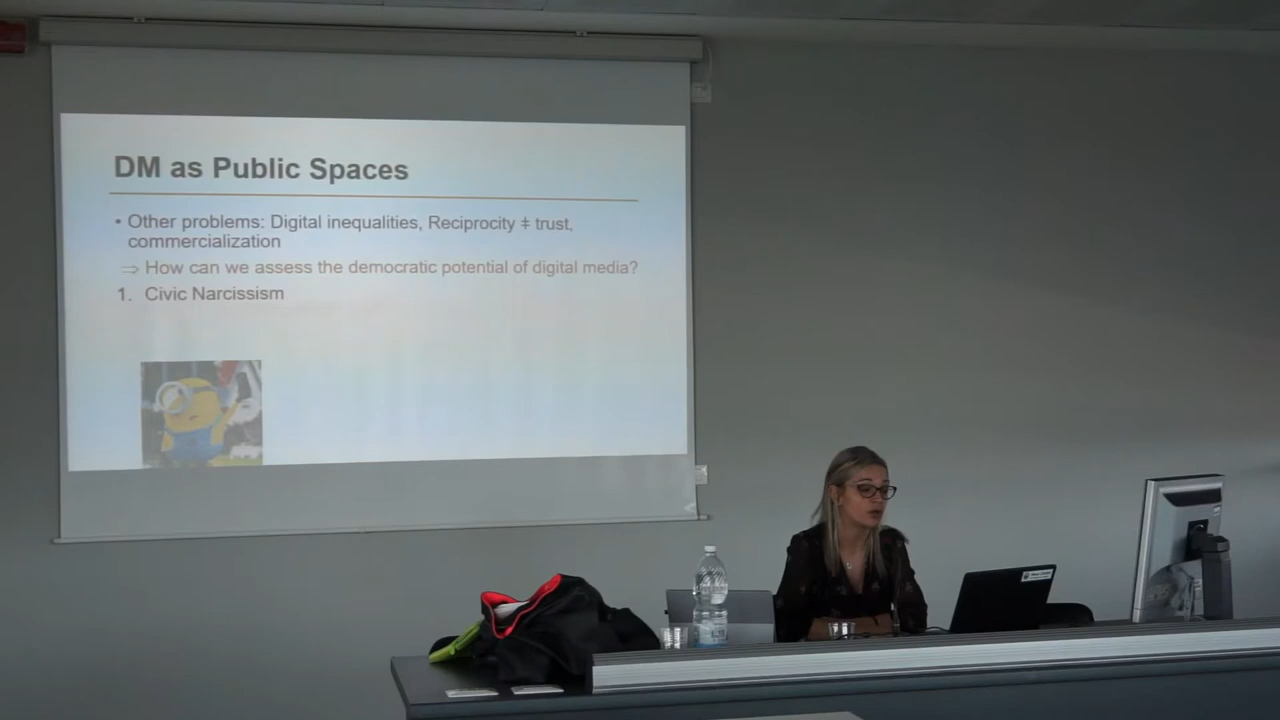 DM as Public Spaces
• Other problems: Digital inequalities, Reciprocity ǂ trust,
commercialization
⇒ How can we assess the democratic potential of digital media?
1. Civic Narcissism